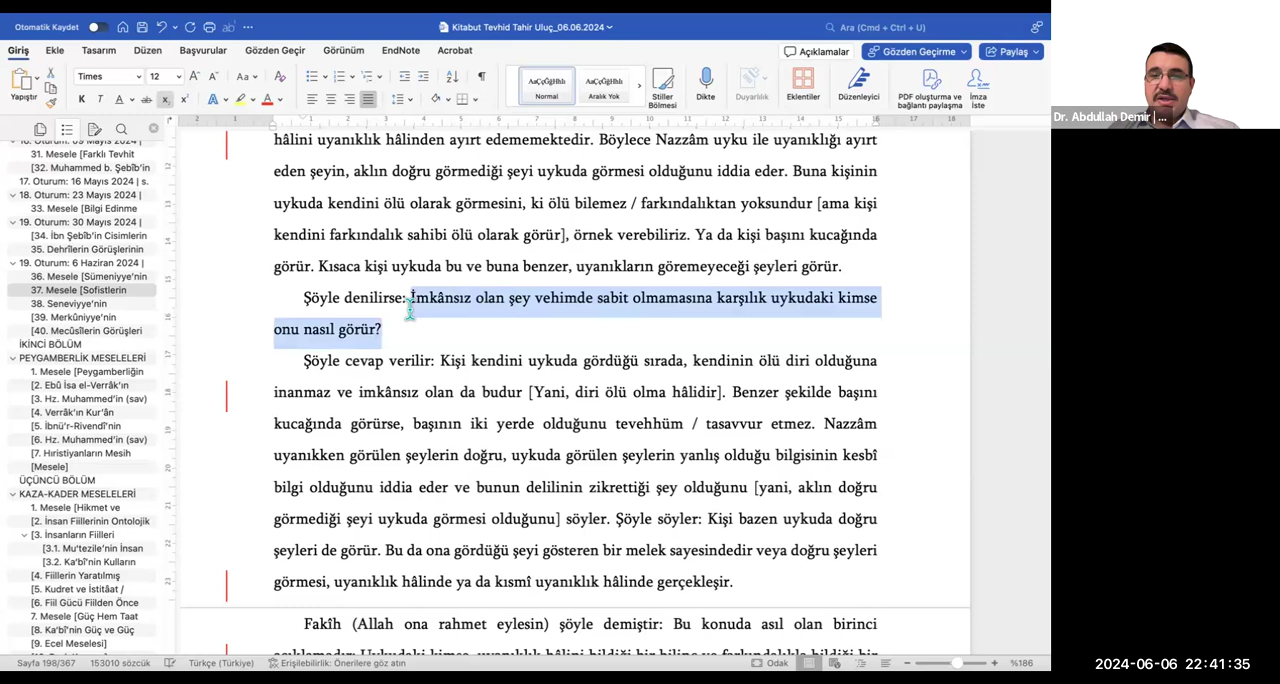 Otomatik Kaydet
Kitabut Tevhid Tahir Uluç_06.06.2024
Ara (Cmd + Ctrl + U)
Giriş Ekle Tasarım Düzen Başvurular Gözden Geçir Görünüm EndNote Acrobat
Açıklamalar Gözden Geçirme Paylaş
Yapıştır
Times 12
AaÇçĞğHhIı AaÇçĞğHhIı
Normal Aralık Yok
Stiller Bölmesi
Dikte
Duyarlılık
Eklentiler
Düzenleyici
PDF oluşturma ve bağlantı paylaşma
İmza İste
31. Mesele [Farklı Tevhit
[32. Muhammed b. Şebîb'in
17. Oturum: 16 Mayıs 2024 | s.
18. Oturum: 23 Mayıs 2024 |
33. Mesele [Bilgi Edinme
19. Oturum: 30 Mayıs 2024 |
[34. İbn Şebîb'in Cisimlerin
35. Dehrîlerin Görüşlerinin
19. Oturum: 6 Haziran 2024 |
36. Mesele [Sümeniyye'nin
37. Mesele [Sofistlerin
38. Seneviyye'nin
[39. Merkûniyye'nin
[40. Mecûsîlerin Görüşleri
İKİNCİ BÖLÜM
PEYGAMBERLİK MESELELERİ
1. Mesele [Peygamberliğin
[2. Ebû İsa el-Verrâk'ın
[3. Hz. Muhammed'in (sav)
[4. Verrâk'ın Kur'ân
[5. İbnü'r-Rivendî'nin
[6. Hz. Muhammed'in (sav)
[7. Hıristiyanların Mesih
[Mesele]
ÜÇÜNCÜ BÖLÜM
KAZA-KADER MESELELERİ
1. Mesele [Hikmet ve
[2. İnsan Fiillerinin Ontolojik
[3. İnsanların Fiilleri
[3.1. Mu'tezile'nin İnsan
[3.2. Ka'bî'nin Kulların
[4. Fiillerin Yaratılmış
[5. Kudret ve İstitâat /
[6. Fiil Gücü Fiilden Önce
7. Mesele [Güç Hem Taat
[8. Ka'bî'nin Güç ve Güç
[9. Ecel Meselesi]
hâlini uyanıklık hâlinden ayırt edememektedir. Böylece Nazzâm uyku ile uyanıklığı ayırt
eden şeyin, aklın doğru görmediği şeyi uykuda görmesi olduğunu iddia eder. Buna kişinin
uykuda kendini ölü olarak görmesini, ki ölü bilemez / farkındalıktan yoksundur [ama kişi
kendini farkındalık sahibi ölü olarak görür], örnek verebiliriz. Ya da kişi başını kucağında
görür. Kısaca kişi uykuda bu ve buna benzer, uyanıkların göremeyeceği şeyleri görür.
Şöyle denilirse: İmkânsız olan şey vehimde sabit olmamasına karşılık uykudaki kimse
onu nasıl görür?
Şöyle cevap verilir: Kişi kendini uykuda gördüğü sırada, kendinin ölü diri olduğuna
inanmaz ve imkânsız olan da budur [Yani, diri ölü olma hâlidir]. Benzer şekilde başını
kucağında görürse, başının iki yerde olduğunu tevehhüm / tasavvur etmez. Nazzâm
uyanıkken görülen şeylerin doğru, uykuda görülen şeylerin yanlış olduğu bilgisinin kesbî
bilgi olduğunu iddia eder ve bunun delilinin zikrettiği şey olduğunu [yani, aklın doğru
görmediği şeyi uykuda görmesi olduğunu] söyler. Şöyle söyler: Kişi bazen uykuda doğru
şeyleri de görür. Bu da ona gördüğü şeyi gösteren bir melek sayesindedir veya doğru şeyleri
görmesi, uyanıklık hâlinde ya da kısmî uyanıklık hâlinde gerçekleşir.
Fakîh (Allah ona rahmet eylesin) şöyle demiştir: Bu konuda asıl olan birinci
Sayfa 198/367 153010 sözcük Türkçe (Türkiye) Erişilebilirlik: Önerilere göz atın Odak %186
Dr. Abdullah Demir | ...
2024-06-06 22:41:35